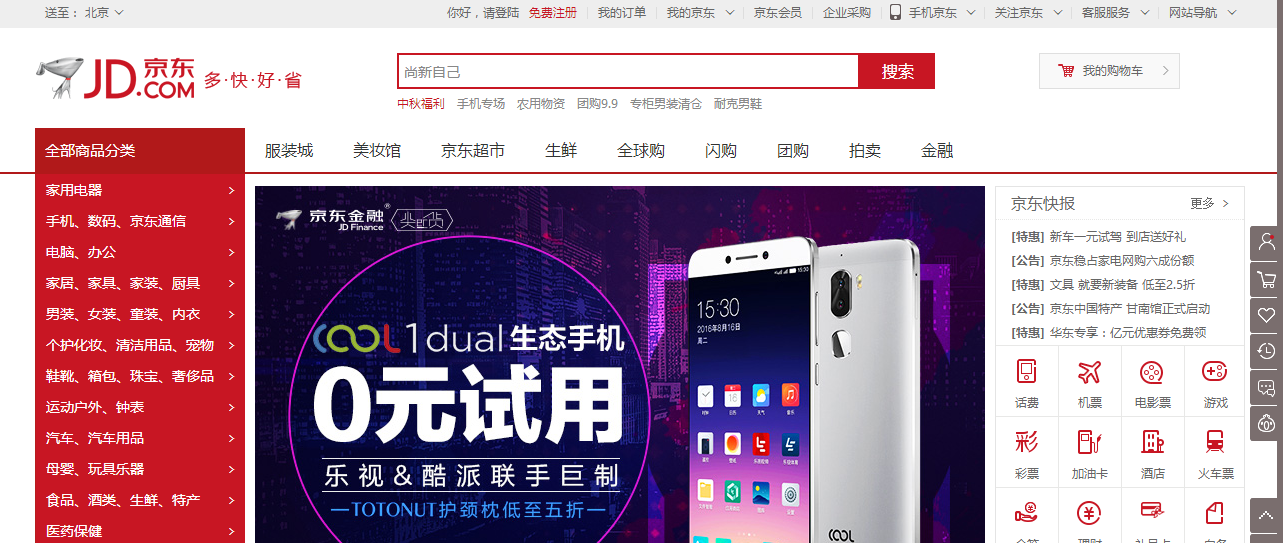 送至： 北京
你好，请登陆 免费注册 我的订单 我的京东 京东会员 企业采购 手机京东 关注京东 客服服务 网站导航
JD.COM 京东 多·快·好·省
尚新自己 搜索
我的购物车
中秋福利 手机专场 农用物资 团购9.9 专柜男装清仓 耐克男鞋
全部商品分类 服装城 美妆馆 京东超市 生鲜 全球购 闪购 团购 拍卖 金融
家用电器
手机、数码、京东通信
电脑、办公
家居、家具、家装、厨具
男装、女装、童装、内衣
个护化妆、清洁用品、宠物
鞋靴、箱包、珠宝、奢侈品
运动户外、钟表
汽车、汽车用品
母婴、玩具乐器
食品、酒类、生鲜、特产
医药保健
京东金融®
JD Finance
COOL 1 dual 生态手机
0元试用
乐视&酷派联手巨制
—TOTONUT护颈枕低至五折—
15:30
2016年8月16日
周二
COOL
京东快报 更多
[特惠] 新车一元试驾 到店送好礼
[公告] 京东稳占家电网购六成份额
[特惠] 文具 就要新装备 低至2.5折
[公告] 京东中国特产 甘南馆正式启动
[特惠] 华东专享：亿元优惠券免费领
话费 机票 电影票 游戏
彩
彩票 加油卡 酒店 火车票